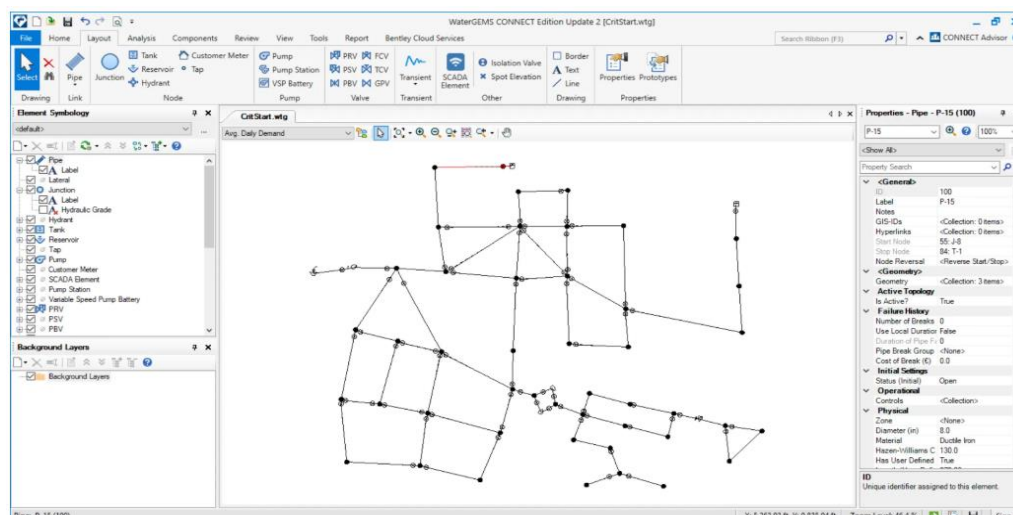 WaterGEMS CONNECT Edition Update 2 [CritStart.wtg]
File Home Layout Analysis Components Review View Tools Report Bentley Cloud Services
Search Ribbon (F3) CONNECT Advisor
Select Pipe Junction Tank Reservoir Hydrant Customer Meter Tap
Pump Pump Station VSP Battery
PRV FCV PSV TCV PBV GPV
Transient SCADA Element
Isolation Valve Spot Elevation
Border Text Line
Properties Prototypes
Drawing Link Node Pump Valve Transient Other Drawing Properties
Element Symbology
<default>
Pipe
Label
Lateral
Junction
Label
Hydraulic Grade
Hydrant
Tank
Reservoir
Tap
Pump
Customer Meter
SCADA Element
Pump Station
Variable Speed Pump Battery
PRV
PSV
PBV
Background Layers
Background Layers
CritStart.wtg
Avg. Daily Demand
Properties - Pipe - P-15 (100)
P-15 100%
<Show All>
Property Search
<General>
ID 100
Label P-15
Notes
GIS-IDs <Collection: 0 items>
Hyperlinks <Collection: 0 items>
Start Node 55: J-8
Stop Node 84: T-1
Node Reversal <Reverse Start/Stop>
<Geometry>
Geometry <Collection: 3 items>
Active Topology
Is Active? True
Failure History
Number of Breaks 0
Use Local Duration False
Duration of Pipe Fa 0
Pipe Break Group <None>
Cost of Break (€) 0.0
Initial Settings
Status (Initial) Open
Operational
Controls <Collection>
Physical
Zone <None>
Diameter (in) 8.0
Material Ductile Iron
Hazen-Williams C 130.0
Has User Defined True
ID
Unique identifier assigned to this element.